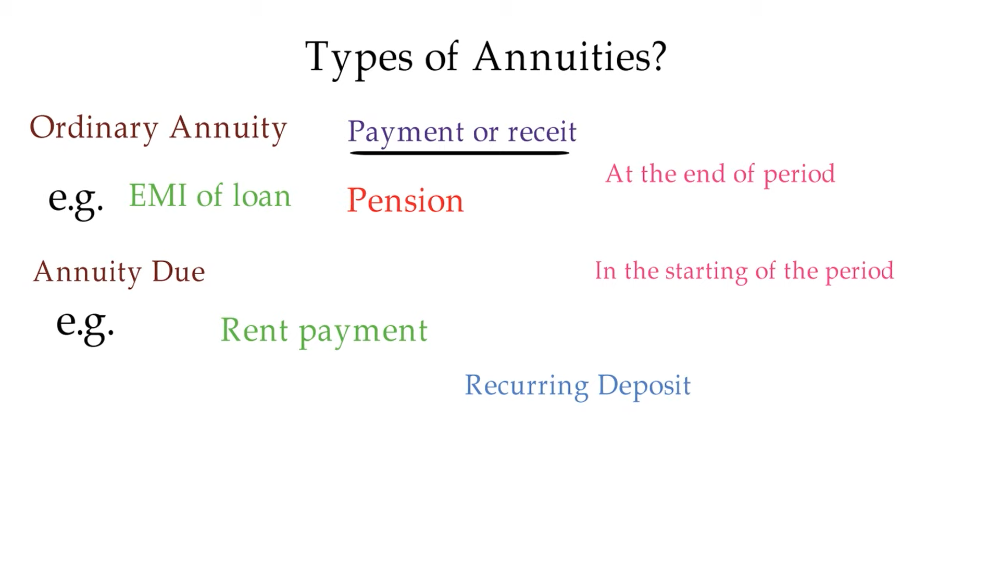 Types of Annuities?
Ordinary Annuity
Payment or receit
At the end of period
e.g. EMI of loan
Pension
Annuity Due
In the starting of the period
e.g.
Rent payment
Recurring Deposit